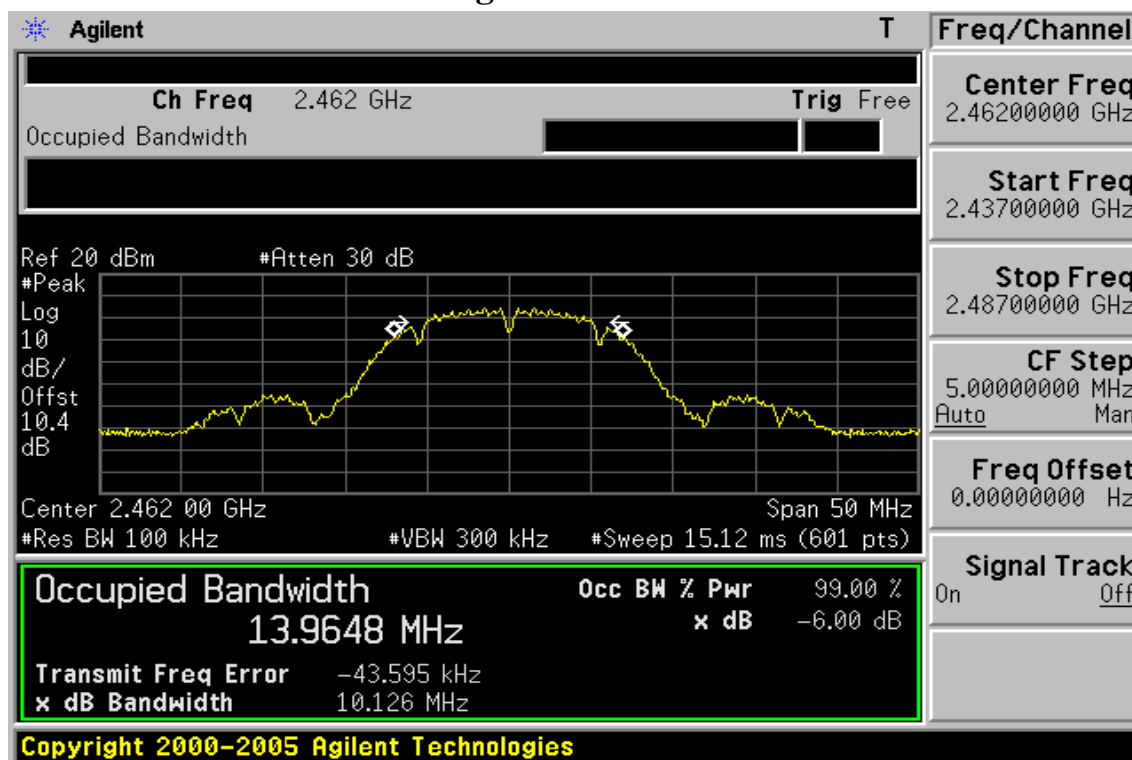 Agilent T Freq/Channel
Ch Freq 2.462 GHz Trig Free
Occupied Bandwidth
Center Freq
2.46200000 GHz
Start Freq
2.43700000 GHz
Stop Freq
2.48700000 GHz
CF Step
5.00000000 MHz
Auto Man
Freq Offset
0.00000000 Hz
Signal Track
On Off
Ref 20 dBm #Atten 30 dB
#Peak
Log
10
dB/
Offst
10.4
dB
Center 2.462 00 GHz Span 50 MHz
#Res BW 100 kHz #VBW 300 kHz #Sweep 15.12 ms (601 pts)
Occupied Bandwidth Occ BW % Pwr 99.00 %
13.9648 MHz x dB -6.00 dB
Transmit Freq Error -43.595 kHz
x dB Bandwidth 10.126 MHz
Copyright 2000-2005 Agilent Technologies